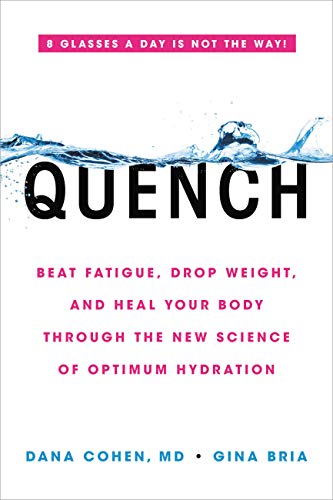 8 GLASSES A DAY IS NOT THE WAY!
QUENCH
BEAT FATIGUE, DROP WEIGHT,
AND HEAL YOUR BODY
THROUGH THE NEW SCIENCE
OF OPTIMUM HYDRATION
DANA COHEN, MD • GINA BRIA